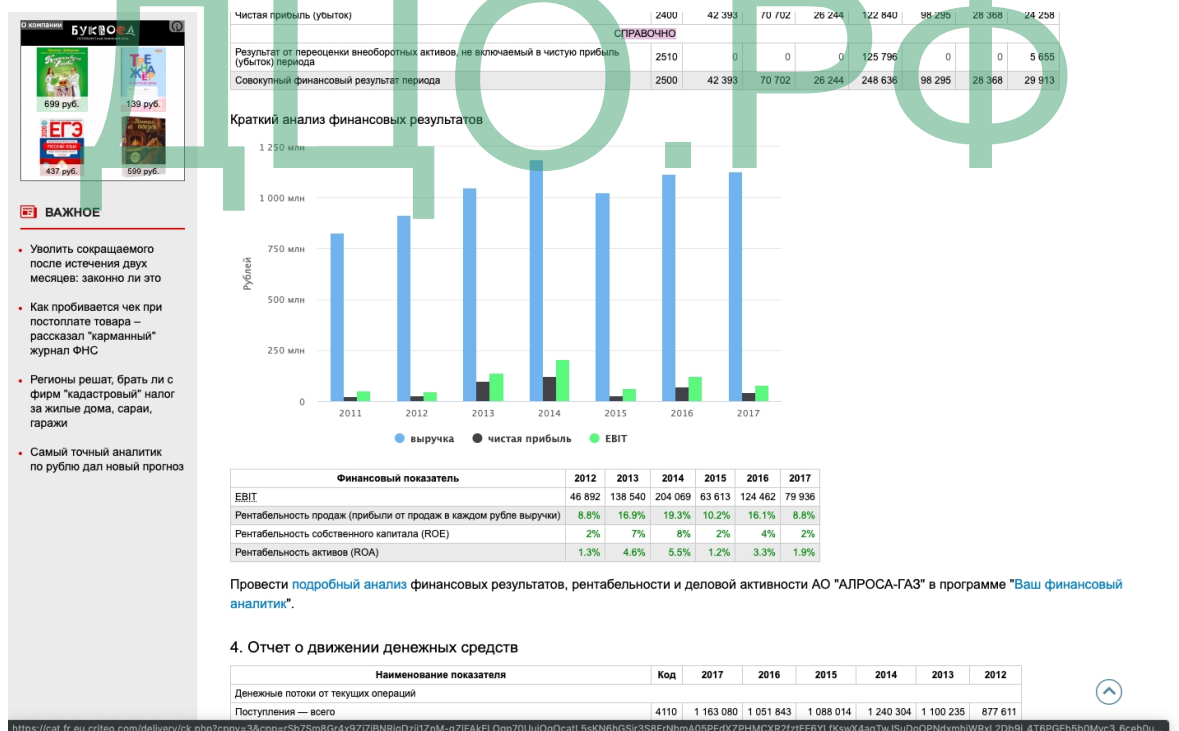 О компании
БУКВОЕД
699 руб.
139 руб.
ЕГЭ
437 руб.
599 руб.
ДЦО.РФ
ВАЖНОЕ
Уволить сокращаемого
после истечения двух
месяцев: законно ли это
Как пробивается чек при
постоплате товара –
рассказал "карманный"
журнал ФНС
Регионы решат, брать ли с
фирм "кадастровый" налог
за жилые дома, сараи,
гаражи
Самый точный аналитик
по рублю дал новый прогноз
Чистая прибыль (убыток) 2400 42 393 70 702 26 244 122 840 98 295 28 368 24 258
СПРАВОЧНО
Результат от переоценки внеоборотных активов, не включаемый в чистую прибыль
(убыток) периода 2510 0 0 0 125 796 0 0 5 655
Совокупный финансовый результат периода 2500 42 393 70 702 26 244 248 636 98 295 28 368 29 913
Краткий анализ финансовых результатов
1 250 млн
1 000 млн
750 млн
500 млн
250 млн
0
Рублей
2011 2012 2013 2014 2015 2016 2017
выручка чистая прибыль EBIT
Финансовый показатель 2012 2013 2014 2015 2016 2017
EBIT 46 892 138 540 204 069 63 613 124 462 79 936
Рентабельность продаж (прибыли от продаж в каждом рубле выручки) 8.8% 16.9% 19.3% 10.2% 16.1% 8.8%
Рентабельность собственного капитала (ROE) 2% 7% 8% 2% 4% 2%
Рентабельность активов (ROA) 1.3% 4.6% 5.5% 1.2% 3.3% 1.9%
Провести подробный анализ финансовых результатов, рентабельности и деловой активности АО "АЛРОСА-ГАЗ" в программе "Ваш финансовый
аналитик".
4. Отчет о движении денежных средств
Наименование показателя Код 2017 2016 2015 2014 2013 2012
Денежные потоки от текущих операций
Поступления — всего 4110 1 163 080 1 051 843 1 088 014 1 240 304 1 100 235 877 611